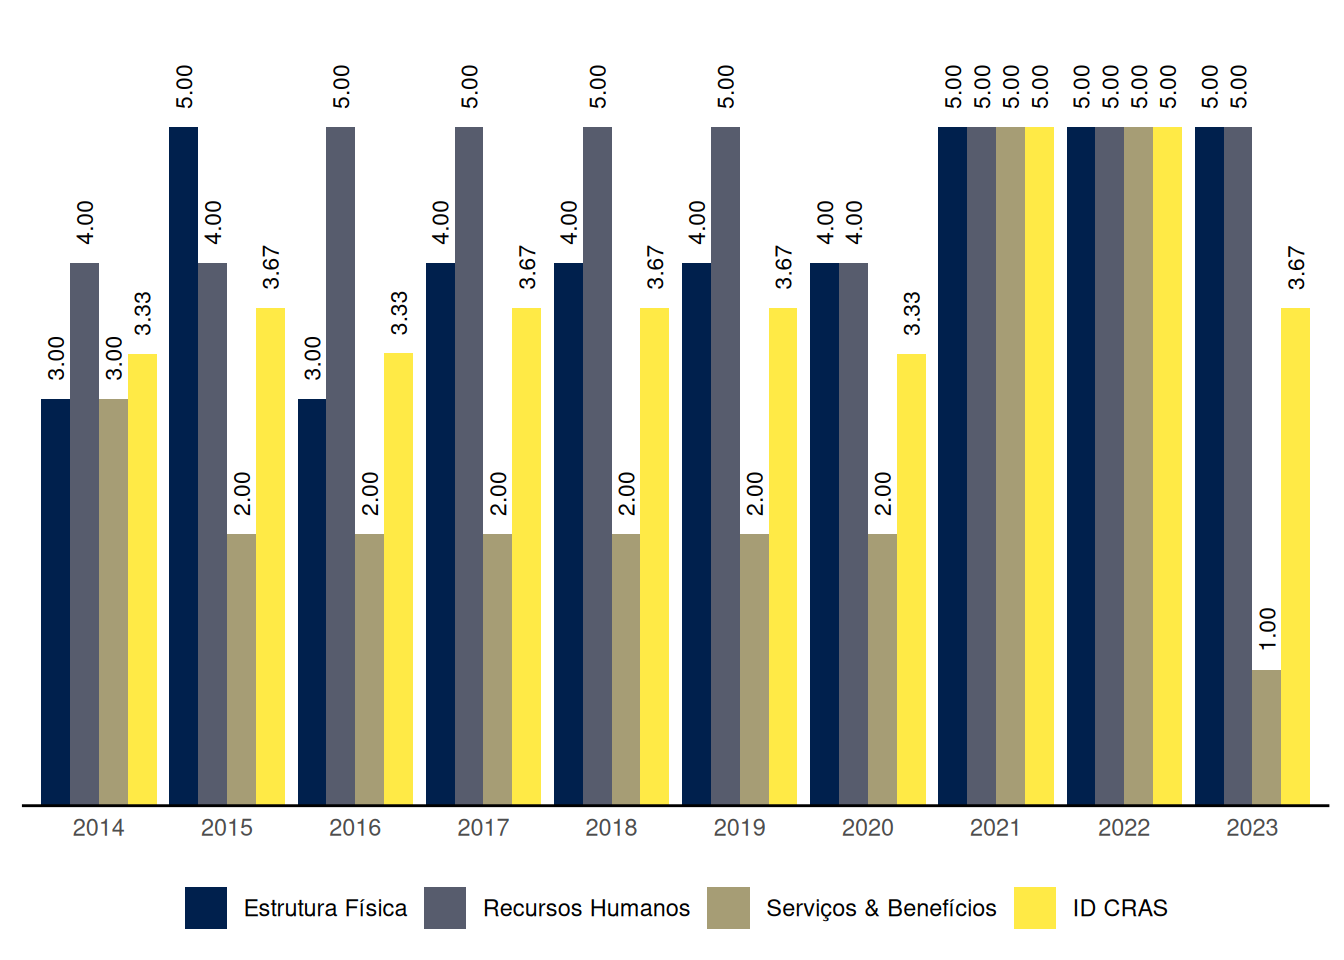 5.00 5.00 5.00 5.00 5.00 5.00 5.00 5.00 5.00 5.00 5.00 5.00 5.00 5.00 5.00
4.00 4.00 4.00 4.00 4.00 4.00 4.00
3.67 3.67 3.67 3.67 3.67
3.33 3.33 3.33
3.00 3.00 3.00
2.00 2.00 2.00 2.00 2.00 2.00
1.00
2014 2015 2016 2017 2018 2019 2020 2021 2022 2023
Estrutura Física Recursos Humanos Serviços & Benefícios ID CRAS